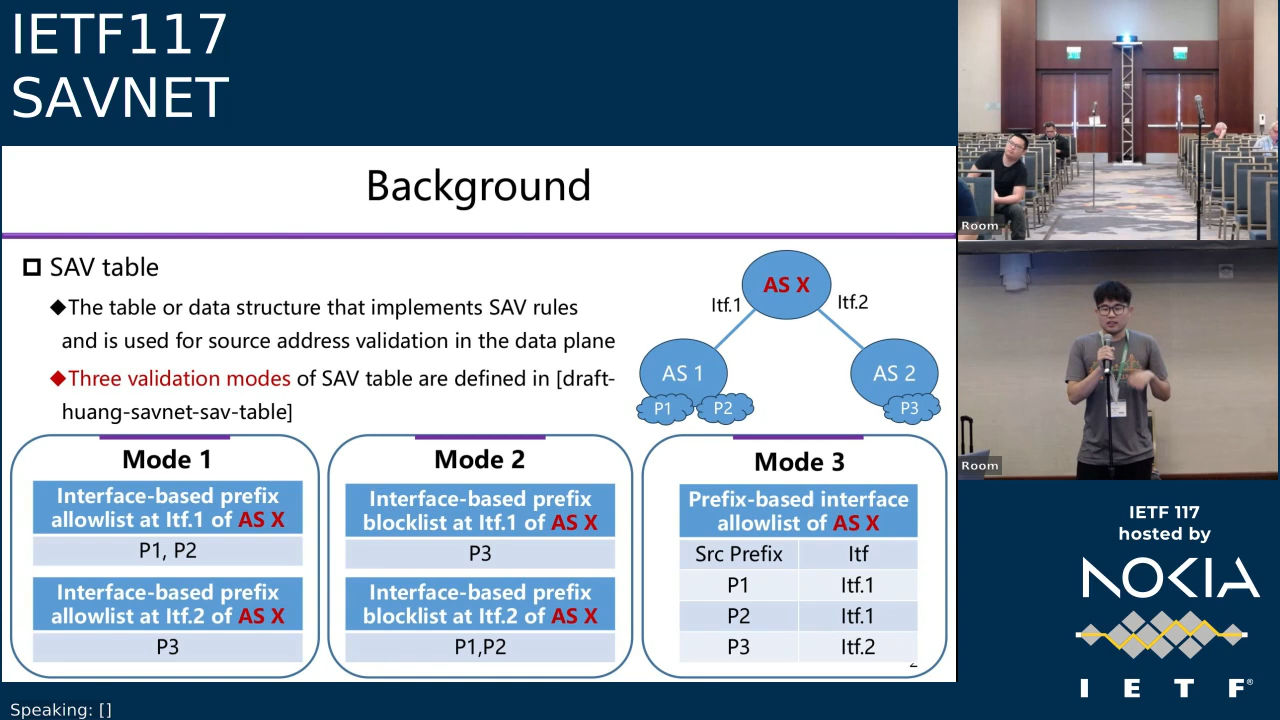 IETF117
SAVNET
Background
SAV table
The table or data structure that implements SAV rules
and is used for source address validation in the data plane
Three validation modes of SAV table are defined in [draft-
huang-savnet-sav-table]
AS X
Itf.1
Itf.2
AS 1
AS 2
P1
P2
P3
Mode 1
Interface-based prefix
allowlist at Itf.1 of AS X
P1, P2
Interface-based prefix
allowlist at Itf.2 of AS X
P3
Mode 2
Interface-based prefix
blocklist at Itf.1 of AS X
P3
Interface-based prefix
blocklist at Itf.2 of AS X
P1,P2
Mode 3
Prefix-based interface
allowlist of AS X
Src Prefix Itf
P1 Itf.1
P2 Itf.1
P3 Itf.2
2
Room
Room
IETF 117
hosted by
NOKIA
I E T F®
Speaking: []